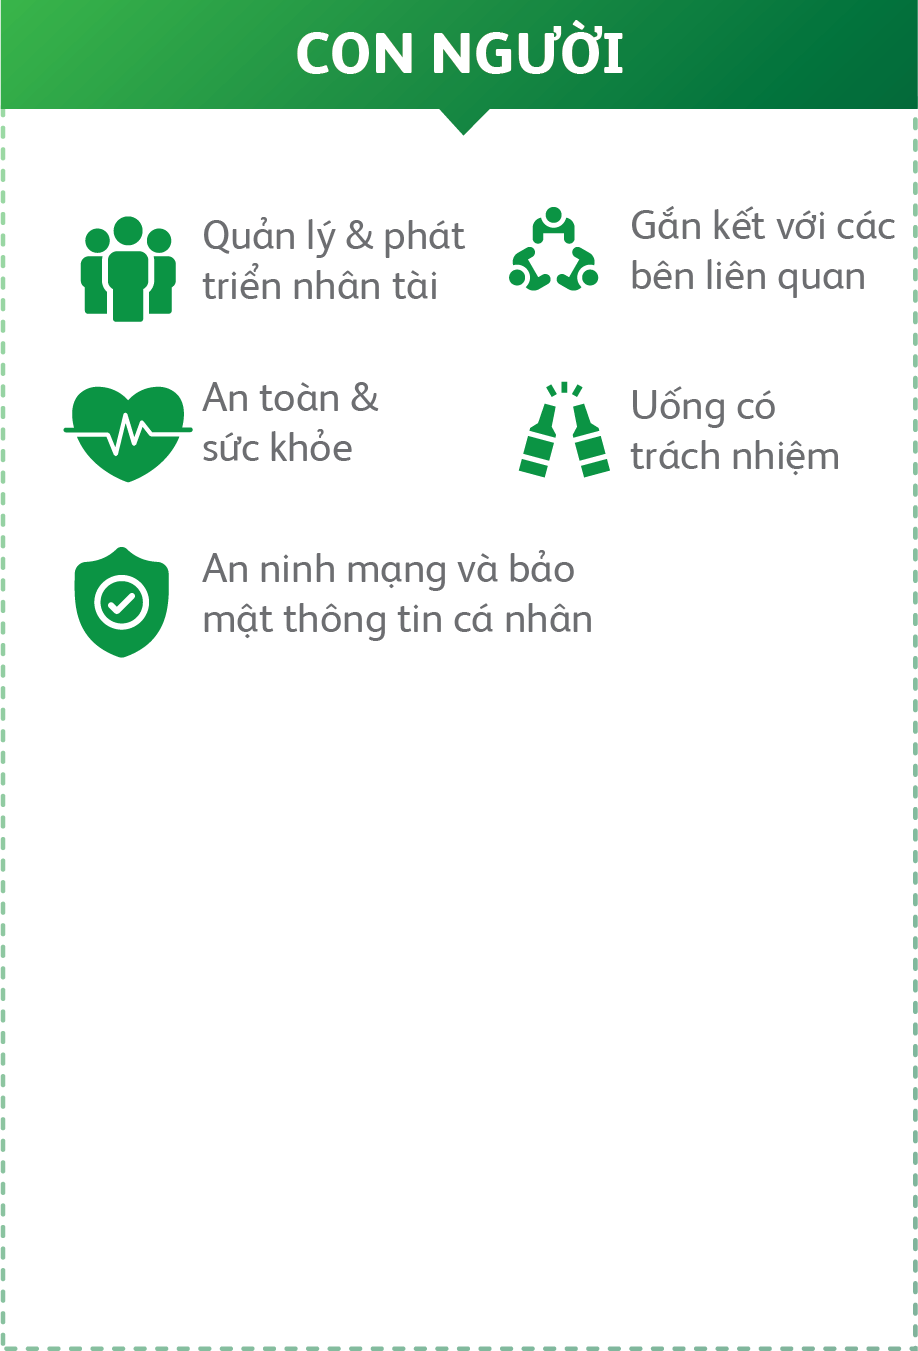 CON NGƯỜI
Quản lý & phát
triển nhân tài
Gắn kết với các
bên liên quan
An toàn &
sức khỏe
Uống có
trách nhiệm
An ninh mạng và bảo
mật thông tin cá nhân